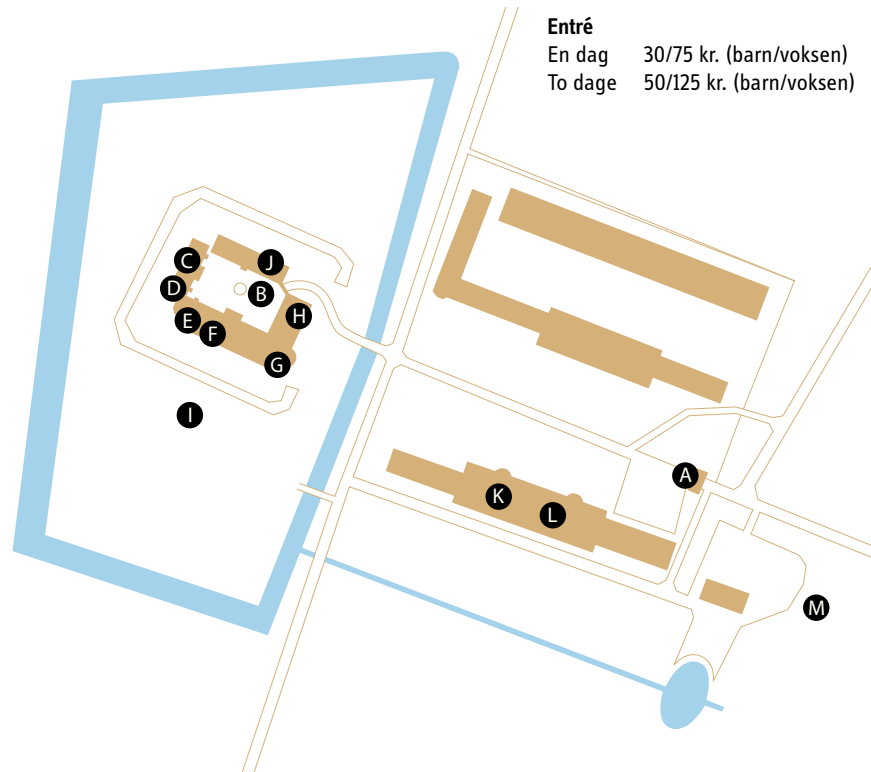 Entré
En dag 30/75 kr. (barn/voksen)
To dage 50/125 kr. (barn/voksen)
C
J
D
B
E
H
F
G
I
A
K
L
M